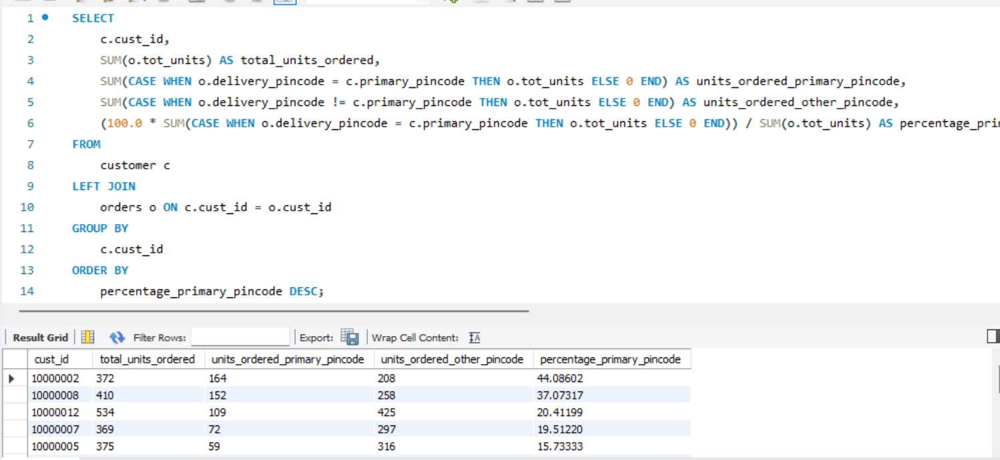 1 SELECT
2 c.cust_id,
3 SUM(o.tot_units) AS total_units_ordered,
4 SUM(CASE WHEN o.delivery_pincode = c.primary_pincode THEN o.tot_units ELSE 0 END) AS units_ordered_primary_pincode,
5 SUM(CASE WHEN o.delivery_pincode != c.primary_pincode THEN o.tot_units ELSE 0 END) AS units_ordered_other_pincode,
6 (100.0 * SUM(CASE WHEN o.delivery_pincode = c.primary_pincode THEN o.tot_units ELSE 0 END)) / SUM(o.tot_units) AS
7 FROM
8 customer c
9 LEFT JOIN
10 orders o ON c.cust_id = o.cust_id
11 GROUP BY
12 c.cust_id
13 ORDER BY
14 percentage_primary_pincode DESC;
Result Grid Filter Rows: Export: Wrap Cell Content:
cust_id total_units_ordered units_ordered_primary_pincode units_ordered_other_pincode percentage_primary_pincode
10000002 372 164 208 44.08602
10000008 410 152 258 37.07317
10000012 534 109 425 20.41199
10000007 369 72 297 19.51220
10000005 375 59 316 15.73333